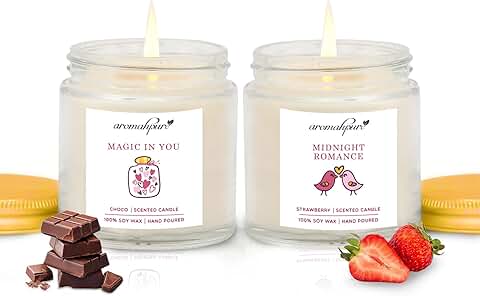 aromahpure
MAGIC IN YOU
CHOCO | SCENTED CANDLE
100% SOY WAX | HAND POURED
aromahpure
MIDNIGHT
ROMANCE
STRAWBERRY | SCENTED CANDLE
100% SOY WAX | HAND POURED